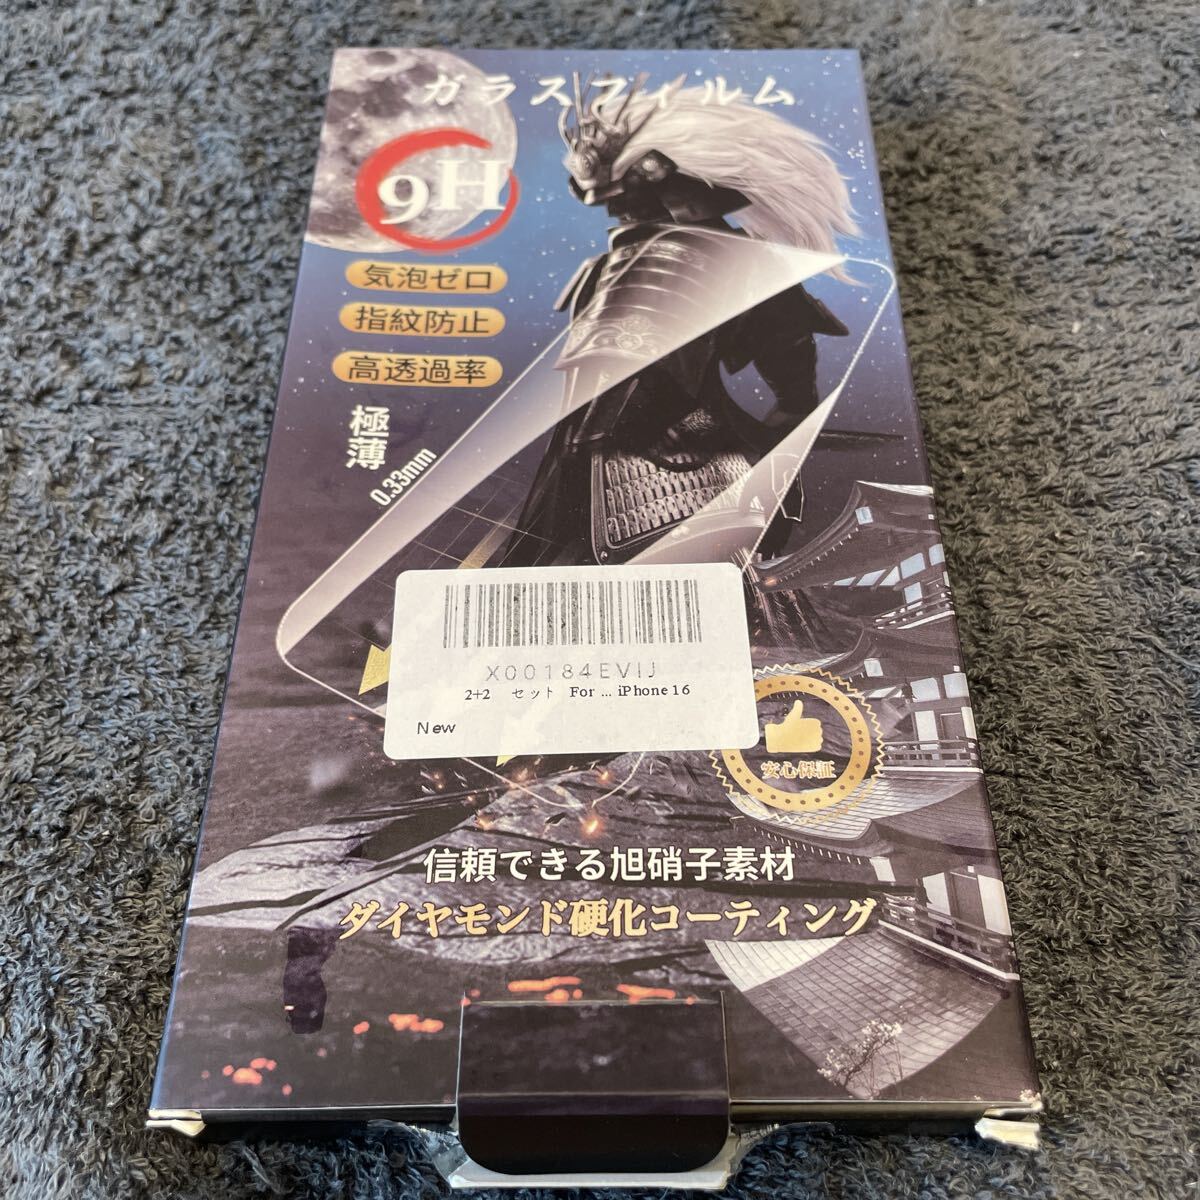 ガラスフィルム
9H
気泡ゼロ
指紋防止
高透過率
極薄
0.33mm
X00184EVIJ
2+2 セット For ... iPhone 16
New
安心保証
信頼できる旭硝子素材
ダイヤモンド硬化コーティング